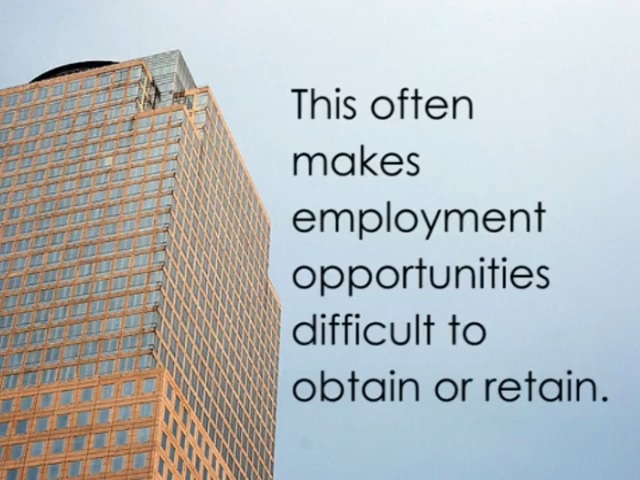 This often
makes
employment
opportunities
difficult to
obtain or retain.